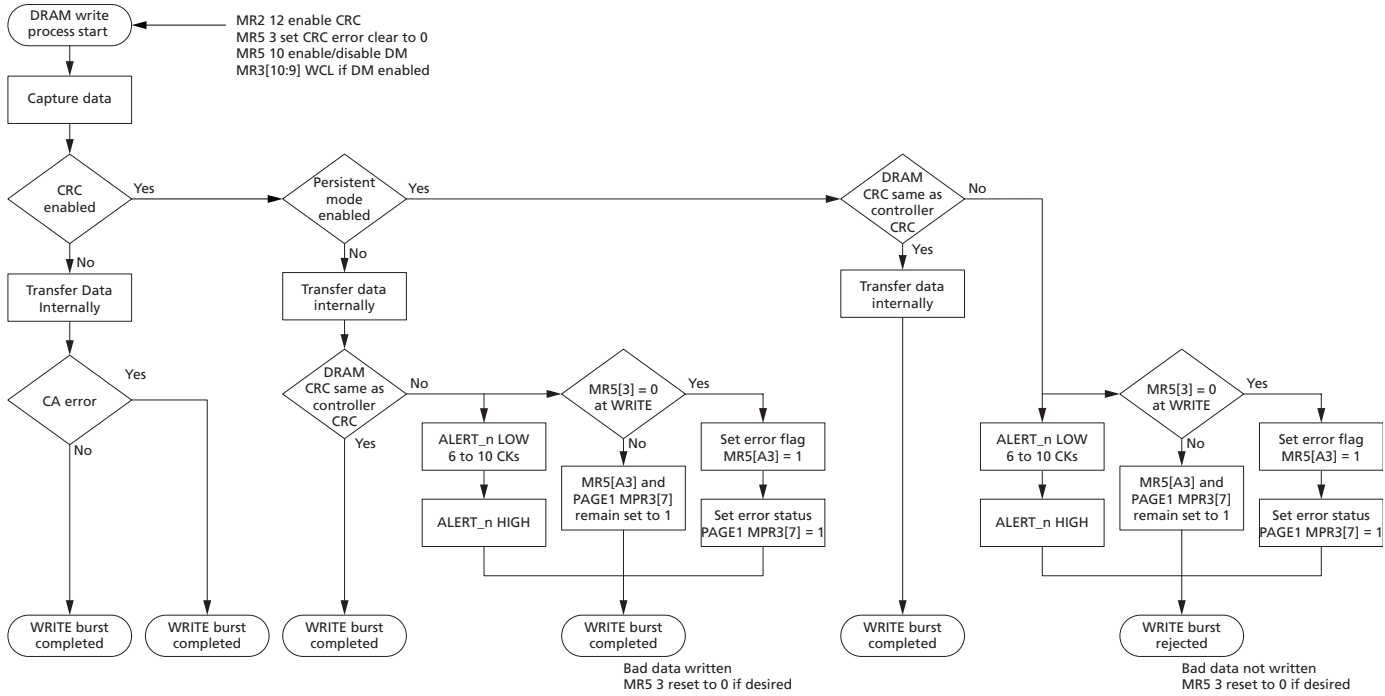 DRAM write
process start
MR2 12 enable CRC
MR5 3 set CRC error clear to 0
MR5 10 enable/disable DM
MR3[10:9] WCL if DM enabled
Capture data
CRC
enabled
Yes
No
Persistent
mode
enabled
Yes
No
DRAM
CRC same as
controller
CRC
No
Yes
Transfer Data
Internally
Transfer data
internally
Transfer data
internally
CA error
Yes
No
DRAM
CRC same as
controller
CRC
No
Yes
MR5[3] = 0
at WRITE
Yes
No
MR5[3] = 0
at WRITE
Yes
No
ALERT_n LOW
6 to 10 CKs
MR5[A3] and
PAGE1 MPR3[7]
remain set to 1
Set error flag
MR5[A3] = 1
ALERT_n LOW
6 to 10 CKs
MR5[A3] and
PAGE1 MPR3[7]
remain set to 1
Set error flag
MR5[A3] = 1
ALERT_n HIGH
Set error status
PAGE1 MPR3[7] = 1
ALERT_n HIGH
Set error status
PAGE1 MPR3[7] = 1
WRITE burst
completed
WRITE burst
completed
WRITE burst
completed
WRITE burst
completed
WRITE burst
completed
WRITE burst
rejected
Bad data written
MR5 3 reset to 0 if desired
Bad data not written
MR5 3 reset to 0 if desired